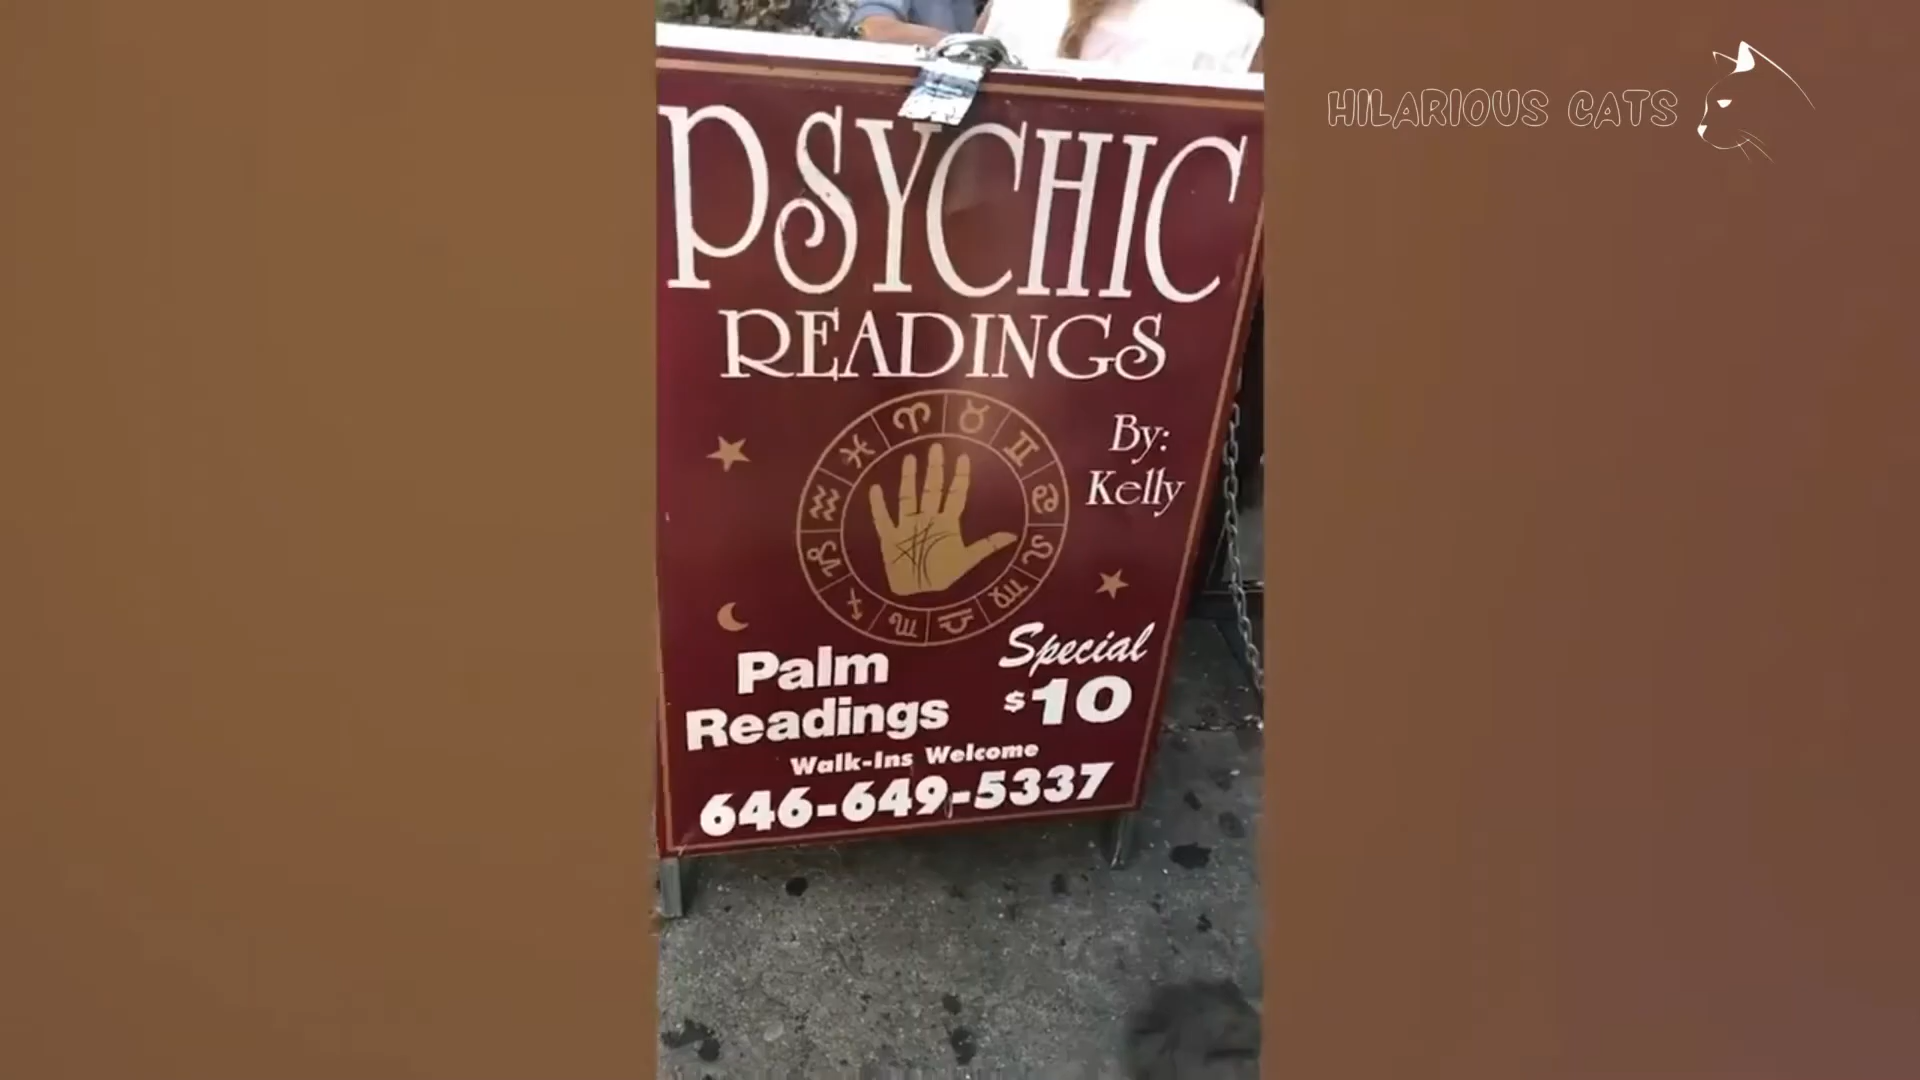 PSYCHIC
READINGS
By:
Kelly
Special
$10
Palm
Readings
Walk-Ins Welcome
646-649-5337
HILARIOUS CATS